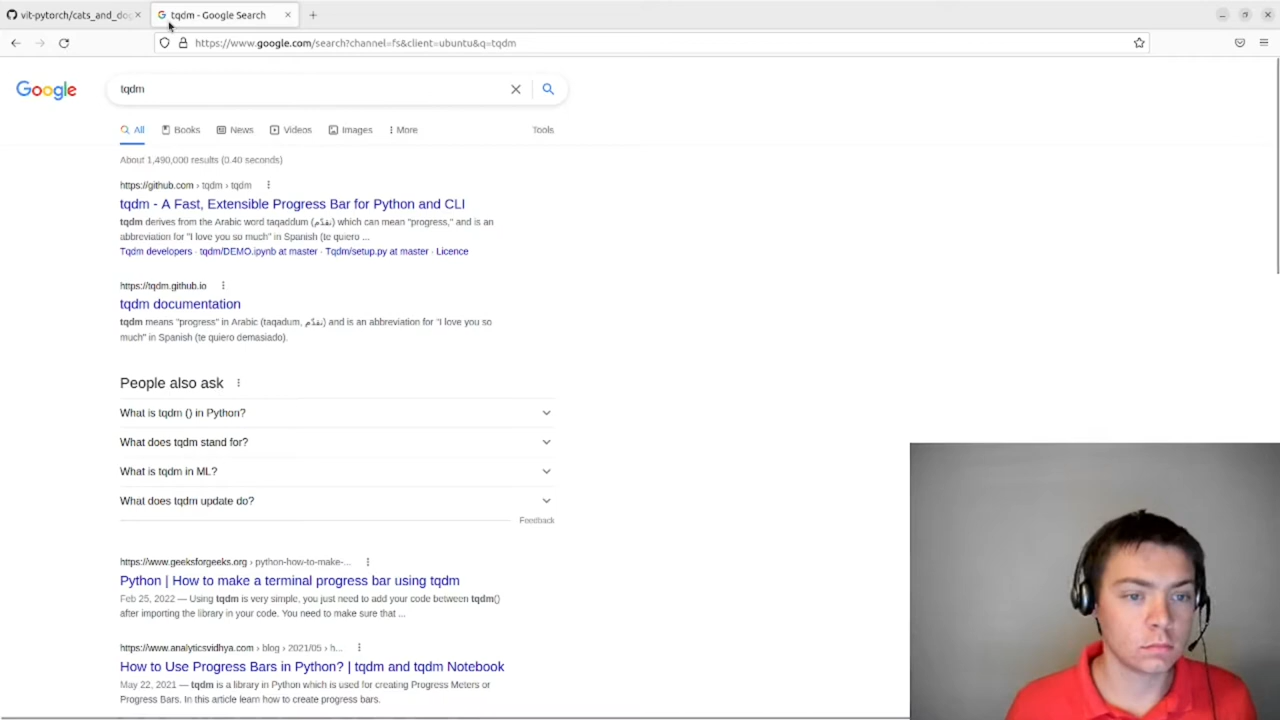 vit-pytorch/cats_and_do
tqdm - Google Search
https://www.google.com/search?channel=fs&client=ubuntu&q=tqdm
Google
tqdm
All
Books
News
Videos
Images
More
Tools
About 1,490,000 results (0.40 seconds)
https://github.com › tqdm › tqdm
tqdm - A Fast, Extensible Progress Bar for Python and CLI
tqdm derives from the Arabic word taqaddum (تقدّم) which can mean "progress," and is an
abbreviation for "I love you so much" in Spanish (te quiero ...
Tqdm developers · tqdm/DEMO.ipynb at master · Tqdm/setup.py at master · Licence
https://tqdm.github.io
tqdm documentation
tqdm means "progress" in Arabic (taqadum, تقدّم) and is an abbreviation for "I love you so
much" in Spanish (te quiero demasiado).
People also ask
What is tqdm () in Python?
What does tqdm stand for?
What is tqdm in ML?
What does tqdm update do?
Feedback
https://www.geeksforgeeks.org › python-how-to-make-...
Python | How to make a terminal progress bar using tqdm
Feb 25, 2022 — Using tqdm is very simple, you just need to add your code between tqdm()
after importing the library in your code. You need to make sure that ...
https://www.analyticsvidhya.com › blog › 2021/05 › h...
How to Use Progress Bars in Python? | tqdm and tqdm Notebook
May 22, 2021 — tqdm is a library in Python which is used for creating Progress Meters or
Progress Bars. In this article learn how to create progress bars.